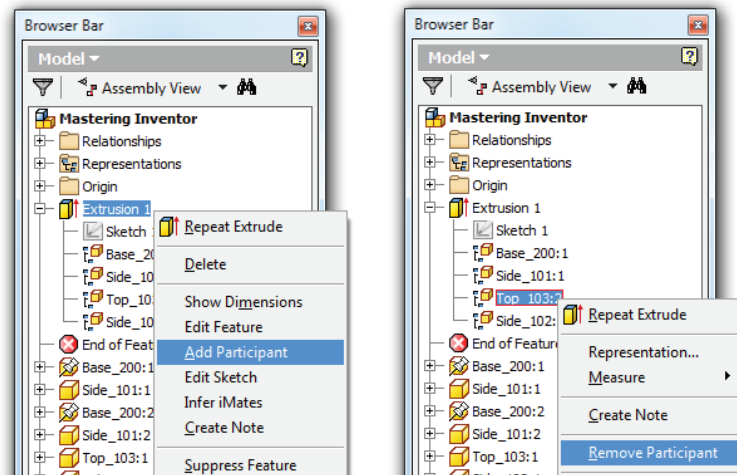 Browser Bar
Model
Assembly View
Mastering Inventor
Relationships
Representations
Origin
Extrusion 1
Sketch
Base_20
Side_10
Top_10
Side_10
End of Feat
Base_200:1
Side_101:1
Base_200:2
Side_101:2
Top_103:1
Repeat Extrude
Delete
Show Dimensions
Edit Feature
Add Participant
Edit Sketch
Infer iMates
Create Note
Suppress Feature
Browser Bar
Model
Assembly View
Mastering Inventor
Relationships
Representations
Origin
Extrusion 1
Sketch 1
Base_200:1
Side_101:1
Top_103:2
Side_102:
End of Feature
Base_200:1
Side_101:1
Base_200:2
Side_101:2
Top_103:1
Repeat Extrude
Representation...
Measure
Create Note
Remove Participant